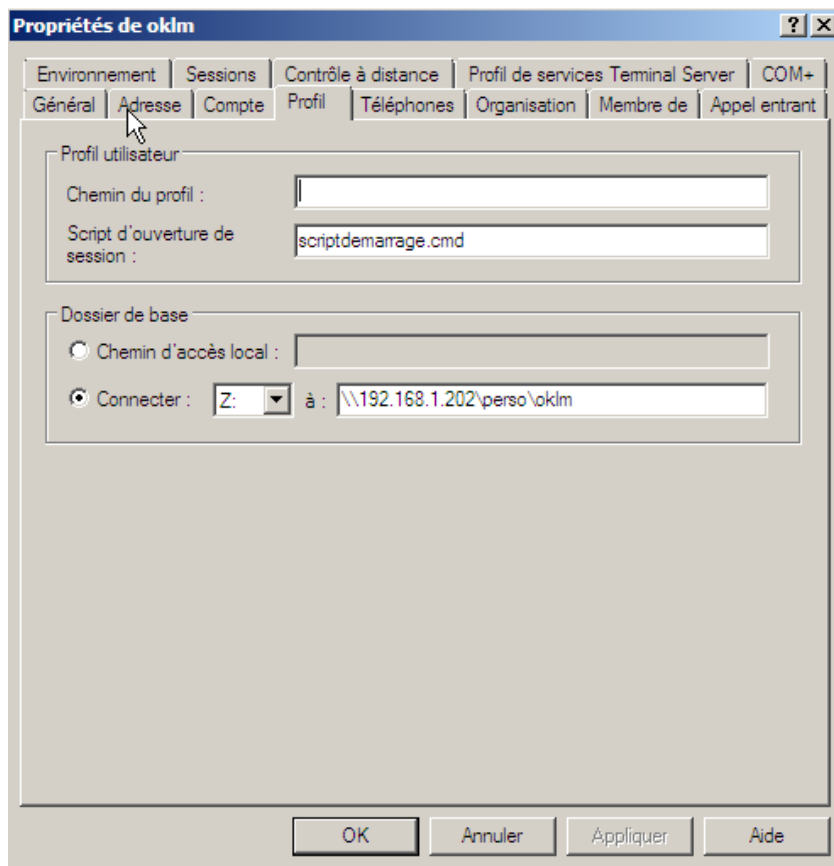 Propriétés de oklm
Environnement Sessions Contrôle à distance Profil de services Terminal Server COM+
Général Adresse Compte Profil Téléphones Organisation Membre de Appel entrant
Profil utilisateur
Chemin du profil :
Script d'ouverture de
session :
scriptdemarrage.cmd
Dossier de base
Chemin d'accès local :
Connecter : Z: à : \\192.168.1.202\perso\oklm
OK Annuler Appliquer Aide